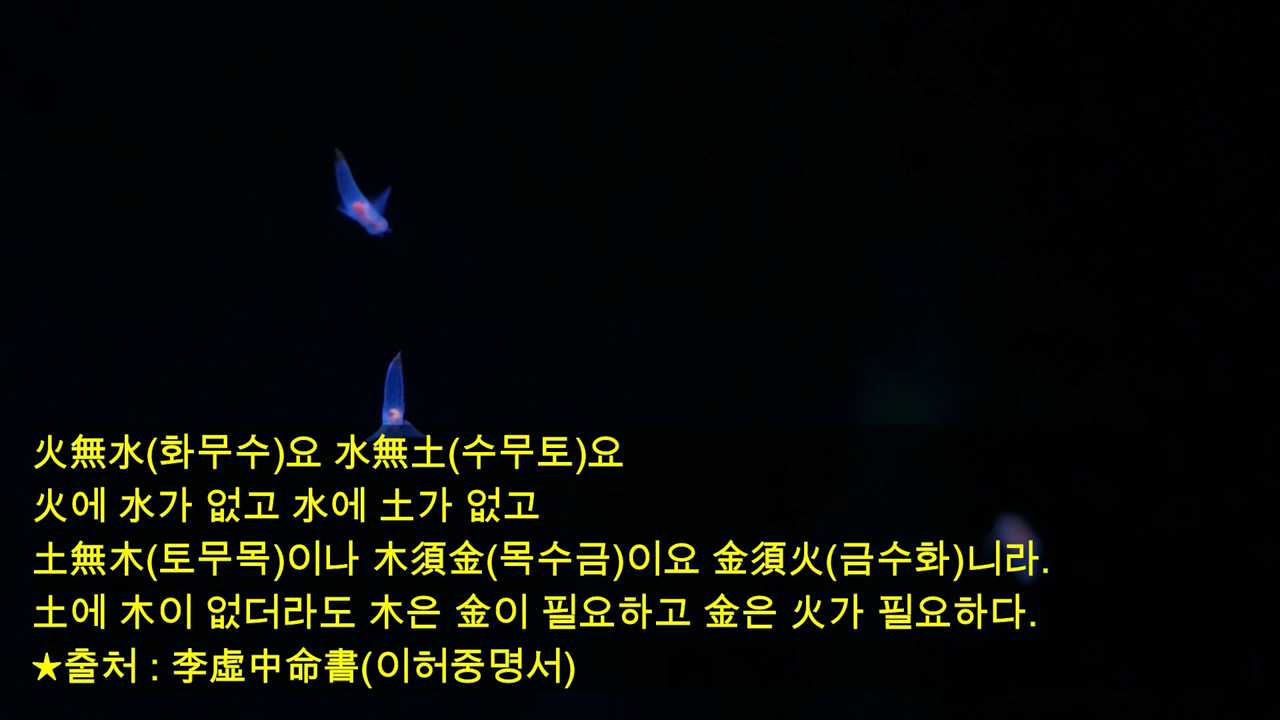 火無水(화무수)요 水無土(수무토)요
火에 水가 없고 水에 土가 없고
土無木(토무목)이나 木須金(목수금)이요 金須火(금수화)니라.
土에 木이 없더라도 木은 金이 필요하고 金은 火가 필요하다.
★출처 : 李虛中命書(이허중명서)